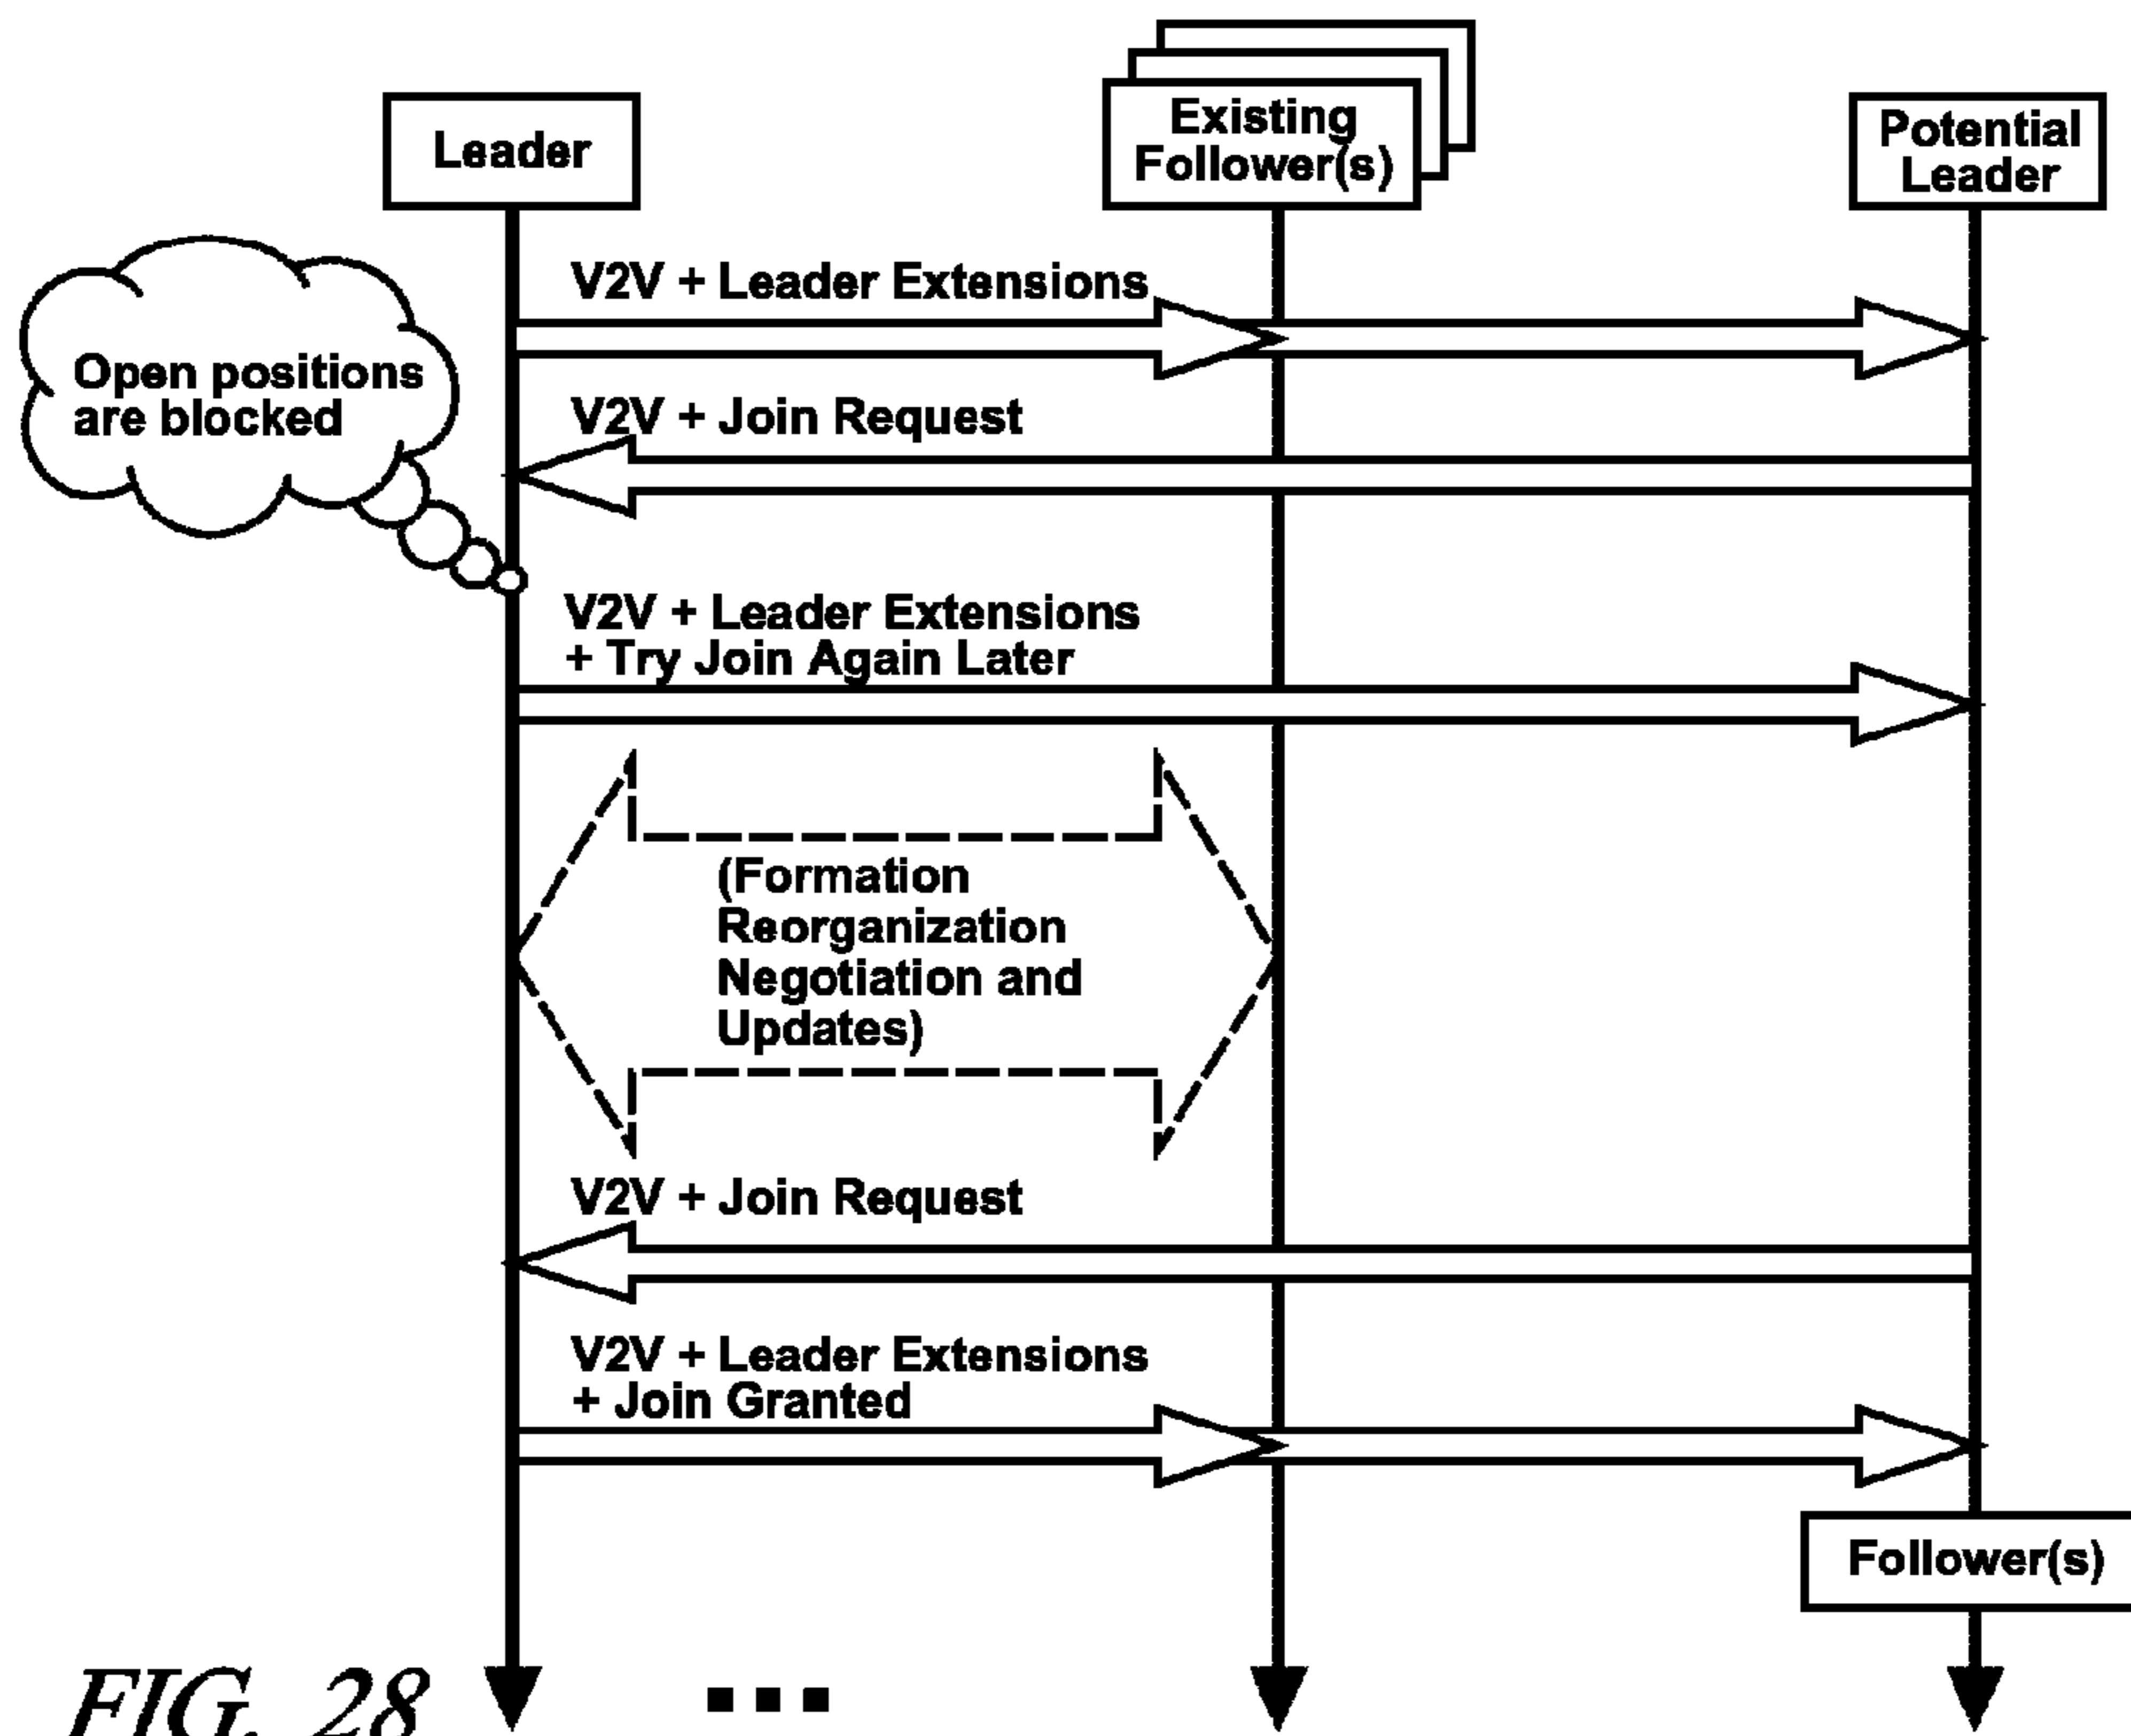 Leader
Existing
Follower(s)
Potential
Leader
V2V + Leader Extensions
Open positions
are blocked
V2V + Join Request
V2V + Leader Extensions
+ Try Join Again Later
(Formation
Reorganization
Negotiation and
Updates)
V2V + Join Request
V2V + Leader Extensions
+ Join Granted
Follower(s)
FIG. 28
...